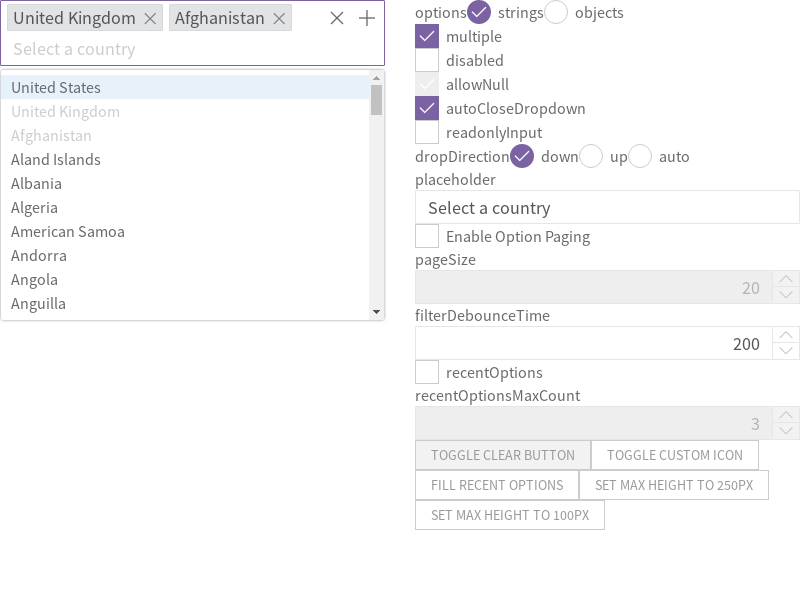 United Kingdom
Afghanistan
Select a country
United States
United Kingdom
Afghanistan
Aland Islands
Albania
Algeria
American Samoa
Andorra
Angola
Anguilla
options strings objects
multiple
disabled
allowNull
autoCloseDropdown
readonlyInput
dropDirection down up auto
placeholder
Select a country
Enable Option Paging
pageSize
20
filterDebounceTime
200
recentOptions
recentOptionsMaxCount
3
TOGGLE CLEAR BUTTON
TOGGLE CUSTOM ICON
FILL RECENT OPTIONS
SET MAX HEIGHT TO 250PX
SET MAX HEIGHT TO 100PX